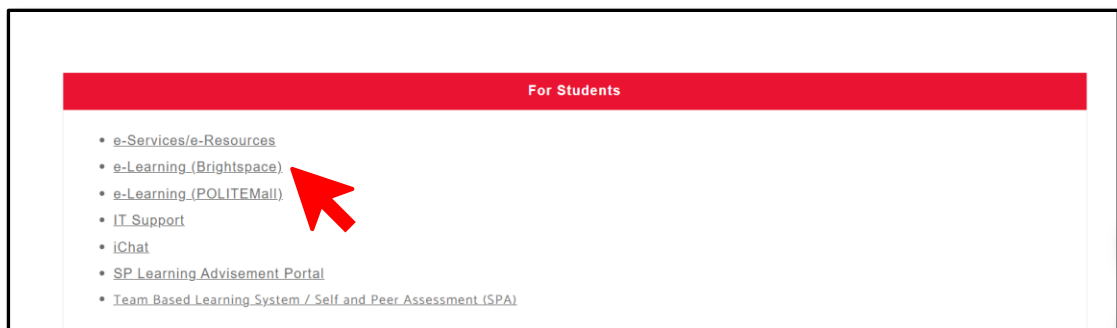 For Students
• e-Services/e-Resources
• e-Learning (Brightspace)
• e-Learning (POLITEMall)
• IT Support
• iChat
• SP Learning Advisement Portal
• Team Based Learning System / Self and Peer Assessment (SPA)